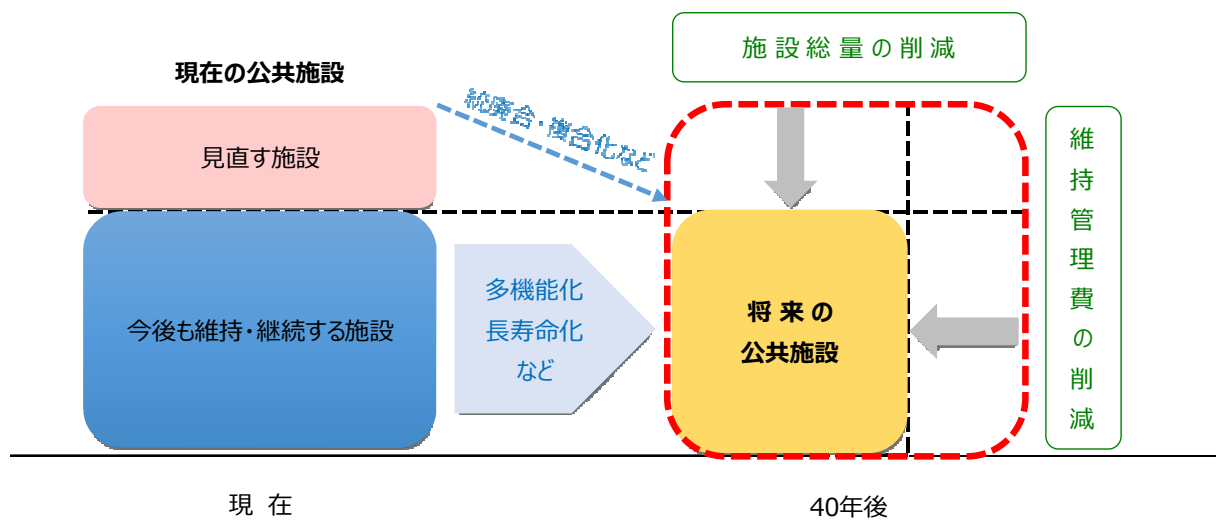 施設総量の削減
現在の公共施設
統廃合・複合化など
見直す施設
今後も維持・継続する施設
多機能化
長寿命化
など
将来の
公共施設
維持管理費の削減
現在
40年後